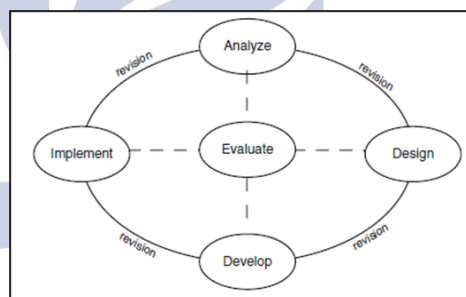 Analyze
revision
revision
Implement
Evaluate
Design
revision
revision
Develop